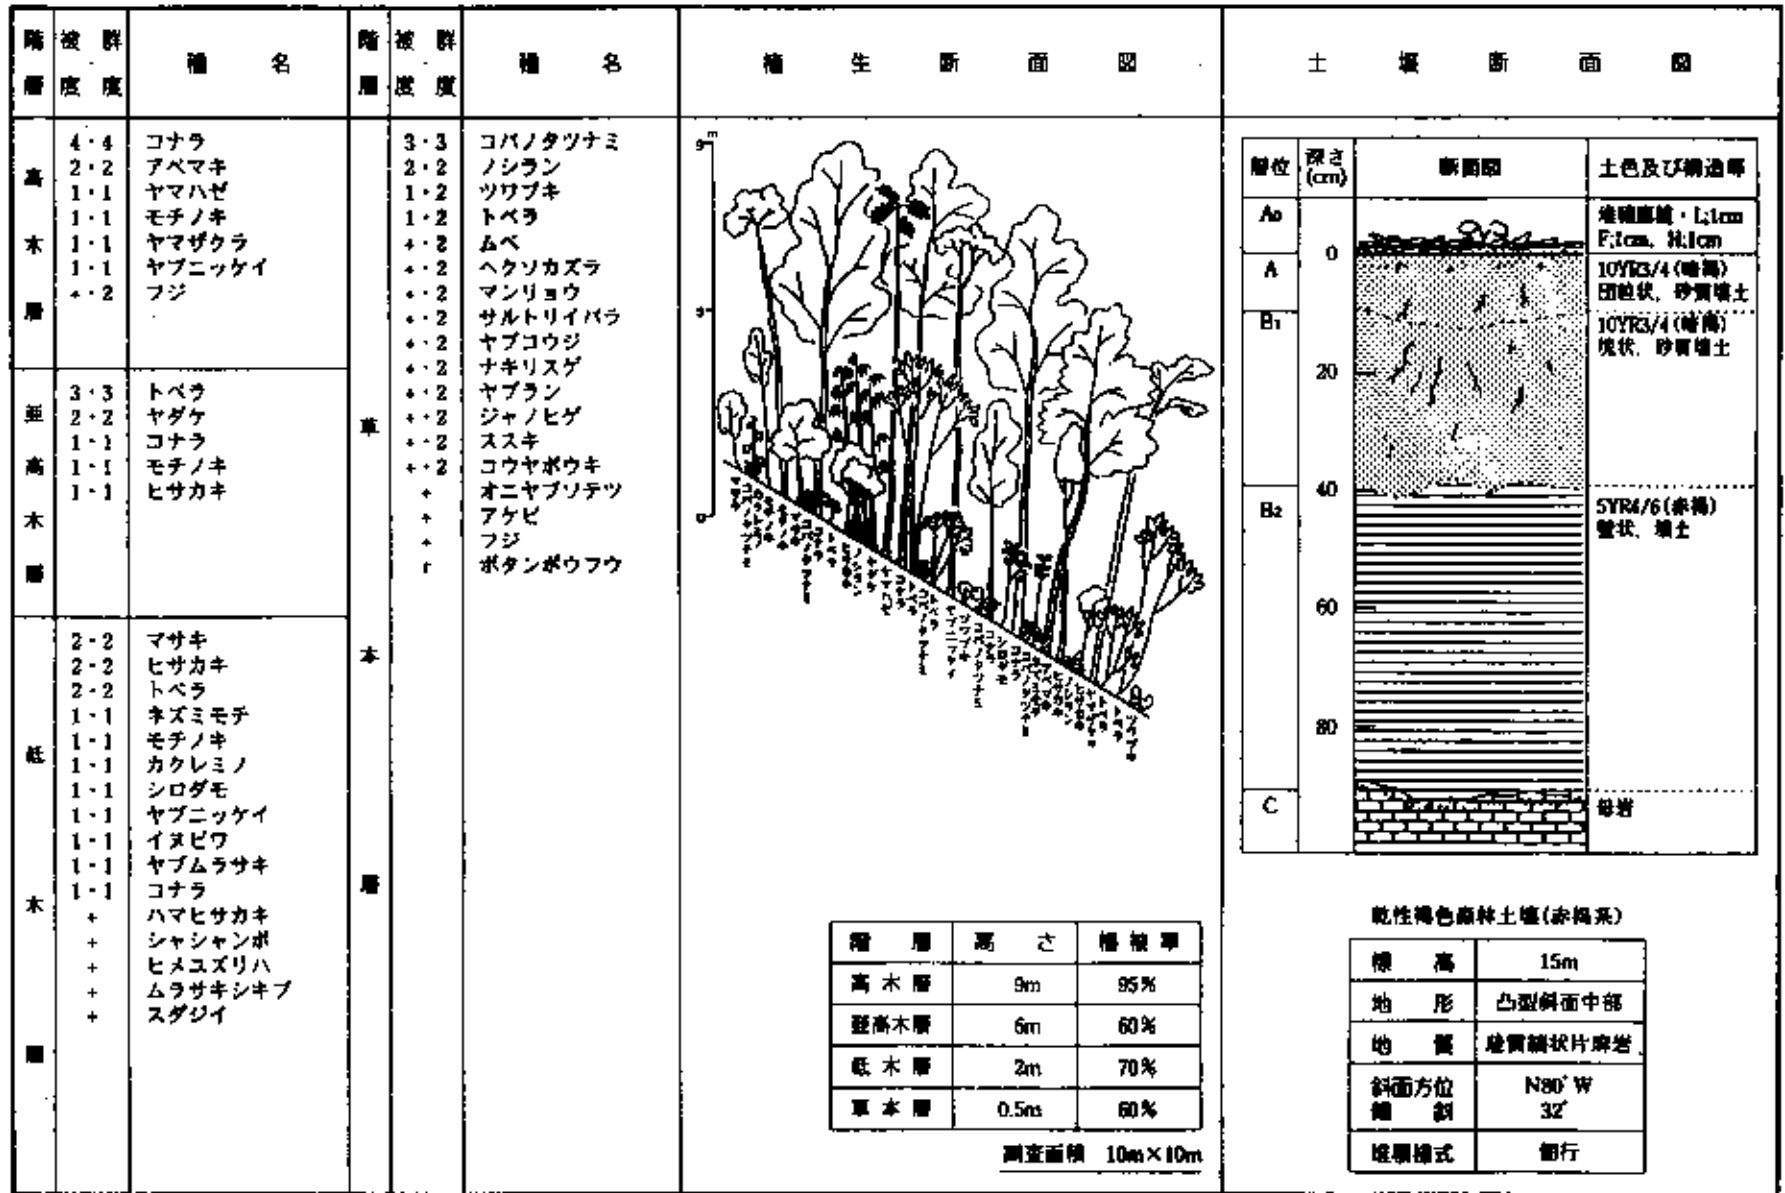 階層 被度・群度 種名 階層 被度・群度 種名 植生断面図 土壌断面図
高木層
4・4 コナラ
2・2 アベマキ
1・1 ヤマハゼ
1・1 モチノキ
1・1 ヤマザクラ
1・1 ヤブニッケイ
+・2 フジ
亜高木層
3・3 トベラ
2・2 ヤダケ
1・1 コナラ
1・1 モチノキ
1・1 ヒサカキ
低木層
2・2 マサキ
2・2 ヒサカキ
2・2 トベラ
1・1 ネズミモチ
1・1 モチノキ
1・1 カクレミノ
1・1 シロダモ
1・1 ヤブニッケイ
1・1 イヌビワ
1・1 ヤブムラサキ
1・1 コナラ
+ ハマヒサカキ
+ シャシャンボ
+ ヒメユズリハ
+ ムラサキシキブ
+ スダジイ
草本層
3・3 コバノタツナミ
2・2 ノシラン
1・2 ツワブキ
1・2 トベラ
+・2 ムベ
+・2 ヘクソカズラ
+・2 マンリョウ
+・2 サルトリイバラ
+・2 ヤブコウジ
+・2 ナキリスゲ
+・2 ヤブラン
+・2 ジャノヒゲ
+・2 ススキ
+・2 コウヤボウキ
+ オニヤブソテツ
+ アケビ
+ フジ
r ボタンボウフウ
9m
0
階層 高さ 植被率
高木層 9m 95%
亜高木層 6m 60%
低木層 2m 70%
草本層 0.5m 60%
調査面積 10m×10m
層位 深さ(cm) 断面図 土色及び構造等
A0 堆積腐植・L;1cm
F;1cm, H;1cm
0
A 10YR3/4(暗褐)
団粒状、砂質壌土
B1 10YR3/4(暗褐)
塊状、砂質壌土
20
40
B2 5YR4/6(赤褐)
壁状、壌土
60
80
C 母岩
乾性褐色森林土壌(赤褐系)
標高 15m
地形 凸型斜面中部
地質 縞状片麻岩
斜面方位 N80°W
傾斜 32°
堆積様式 匍行